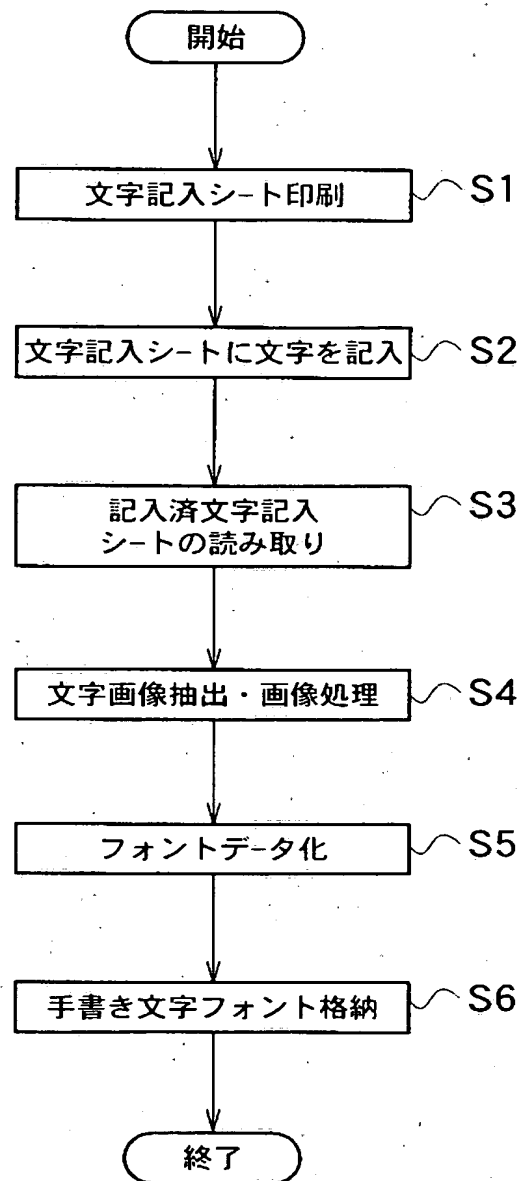 開始
文字記入シート印刷 S1
文字記入シートに文字を記入 S2
記入済文字記入 S3
シートの読み取り
文字画像抽出・画像処理 S4
フォントデータ化 S5
手書き文字フォント格納 S6
終了